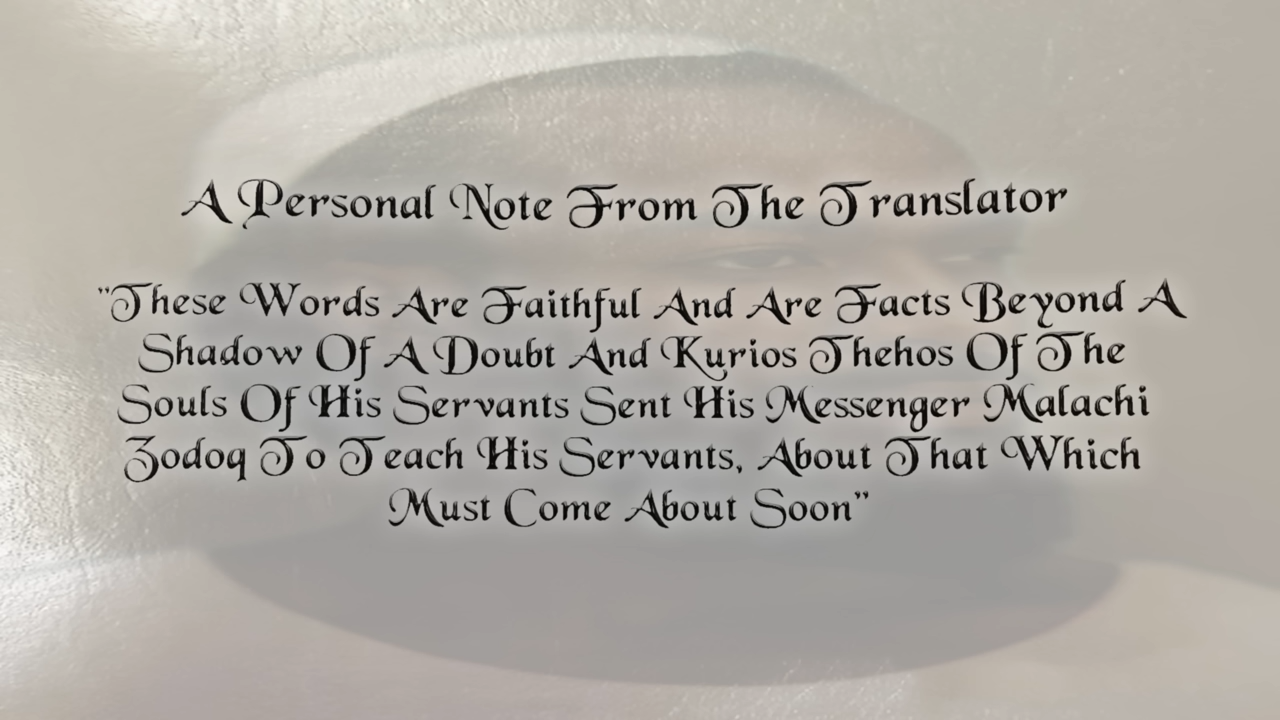 A Personal Note From The Translator
"These Words Are Faithful And Are Facts Beyond A
Shadow Of A Doubt And Kurios Thehos Of The
Souls Of His Servants Sent His Messenger Malachi
Zodoq To Teach His Servants, About That Which
Must Come About Soon"